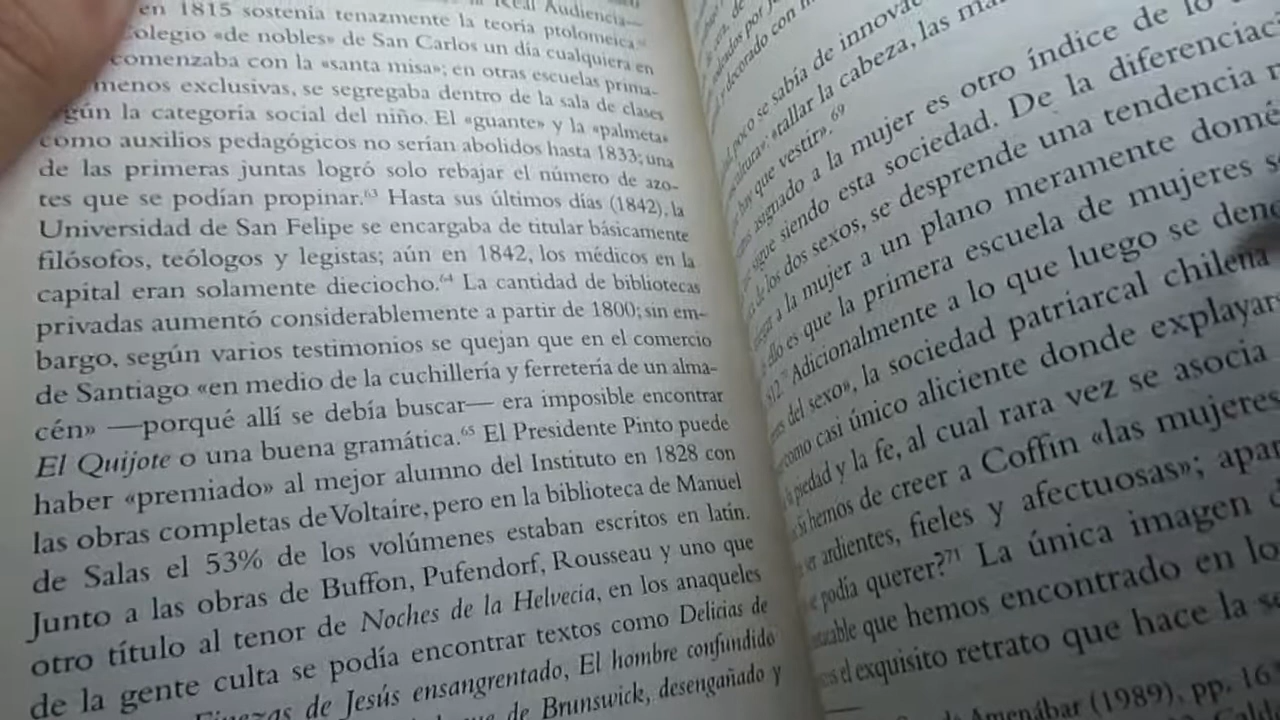 en 1815 sostenía tenazmente la teoría ptolomeica
olegio «de nobles» de San Carlos un día cualquiera en
comenzaba con la «santa misa»; en otras escuelas prima-
menos exclusivas, se segregaba dentro de la sala de clases
gún la categoría social del niño. El «guante» y la «palmeta»
como auxilios pedagógicos no serían abolidos hasta 1833; una
de las primeras juntas logró solo rebajar el número de azo-
tes que se podían propinar.63 Hasta sus últimos días (1842), la
Universidad de San Felipe se encargaba de titular básicamente
filósofos, teólogos y legistas; aún en 1842, los médicos en la
capital eran solamente dieciocho.64 La cantidad de bibliotecas
privadas aumentó considerablemente a partir de 1800; sin em-
bargo, según varios testimonios se quejan que en el comercio
de Santiago «en medio de la cuchillería y ferretería de un alma-
cén» —porqué allí se debía buscar— era imposible encontrar
El Quijote o una buena gramática.65 El Presidente Pinto puede
haber «premiado» al mejor alumno del Instituto en 1828 con
las obras completas de Voltaire, pero en la biblioteca de Manuel
de Salas el 53% de los volúmenes estaban escritos en latín.
Junto a las obras de Buffon, Pufendorf, Rousseau y uno que
otro título al tenor de Noches de la Helvecia, en los anaqueles
de la gente culta se podía encontrar textos como Delicias de
de Jesús ensangrentado, El hombre confundido
de Brunswick, desengañado y
y decorado con
poco se sabía de innova
«tallar la cabeza, las
hay que vestir».69
asignado a la mujer es otro índice de lo
sigue siendo esta sociedad. De la diferenciac
de los dos sexos, se desprende una tendencia
a la mujer a un plano meramente domé
ello es que la primera escuela de mujeres
Adicionalmente a lo que luego se den
del sexo», la sociedad patriarcal chilena
como casi único aliciente donde explayar
piedad y la fe, al cual rara vez se asocia
Si hemos de creer a Coffin «las mujeres
ardientes, fieles y afectuosas»; apar
podía querer?71 La única imagen
que hemos encontrado en lo
el exquisito retrato que hace la
Amenábar (1989), pp. 16